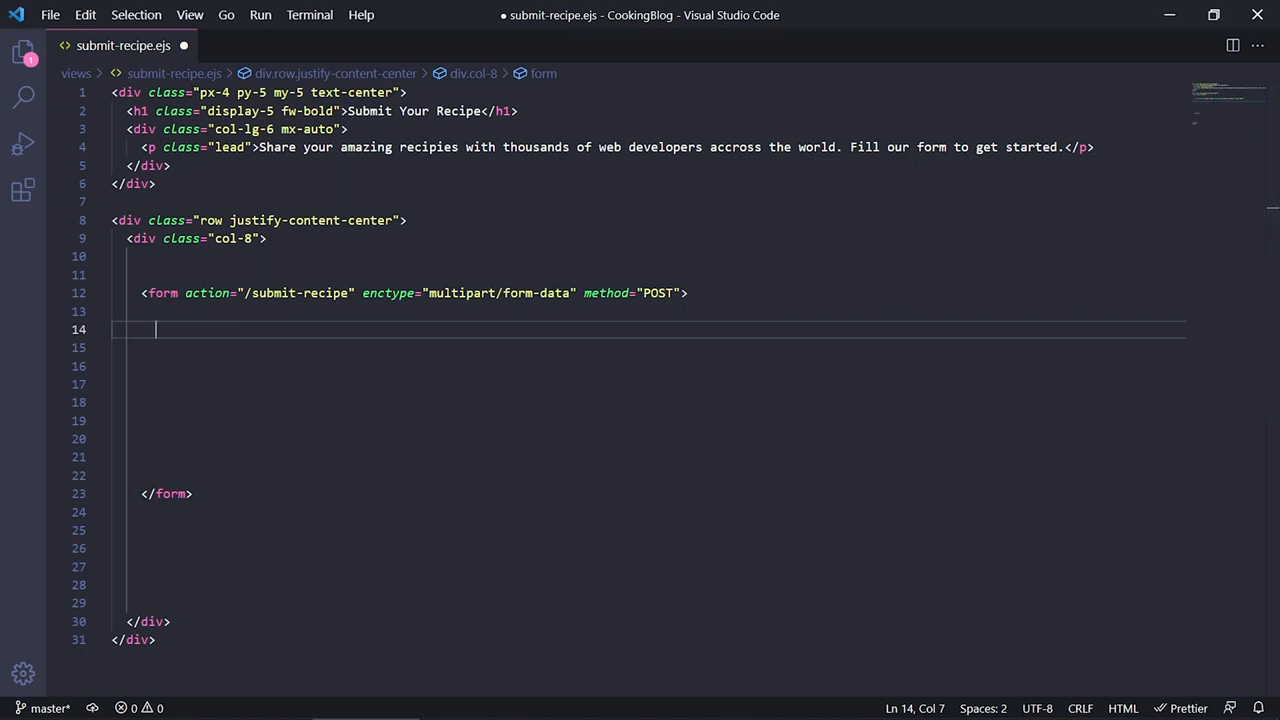 File Edit Selection View Go Run Terminal Help ● submit-recipe.ejs - CookingBlog - Visual Studio Code
<> submit-recipe.ejs ●
1
views > <> submit-recipe.ejs > div.row.justify-content-center > div.col-8 > form
1 <div class="px-4 py-5 my-5 text-center">
2 <h1 class="display-5 fw-bold">Submit Your Recipe</h1>
3 <div class="col-lg-6 mx-auto">
4 <p class="lead">Share your amazing recipies with thousands of web developers accross the world. Fill our form to get started.</p>
5 </div>
6 </div>
7
8 <div class="row justify-content-center">
9 <div class="col-8">
10
11
12 <form action="/submit-recipe" enctype="multipart/form-data" method="POST">
13
14
15
16
17
18
19
20
21
22
23 </form>
24
25
26
27
28
29
30 </div>
31 </div>
master* 0 0 Ln 14, Col 7 Spaces: 2 UTF-8 CRLF HTML Prettier